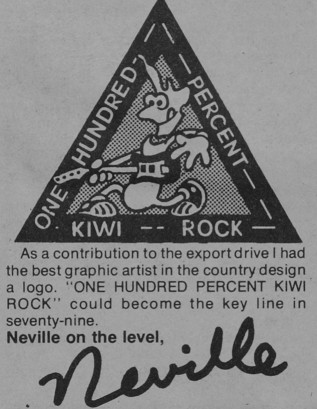 ONE HUNDRED
PERCENT
KIWI -- ROCK
As a contribution to the export drive I had
the best graphic artist in the country design
a logo. "ONE HUNDRED PERCENT KIWI
ROCK" could become the key line in
seventy-nine.
Neville on the level,
Neville